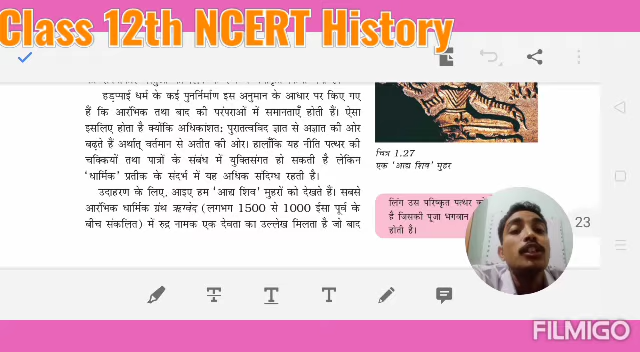 Class 12th NCERT History
हड़प्पाई धर्म के कई पुनर्निर्माण इस अनुमान के आधार पर किए गए
हैं कि आरंभिक तथा बाद की परंपराओं में समानताएँ होती हैं। ऐसा
इसलिए होता है क्योंकि अधिकांशत: पुरातत्वविद ज्ञात से अज्ञात की ओर
बढ़ते हैं अर्थात् वर्तमान से अतीत की ओर। हालाँकि यह नीति पत्थर की
चक्कियों तथा पात्रों के संबंध में युक्तिसंगत हो सकती है लेकिन
'धार्मिक' प्रतीक के संदर्भ में यह अधिक संदिग्ध रहती है।
उदाहरण के लिए, आइए हम 'आद्य शिव' मुहरों को देखते हैं। सबसे
आरंभिक धार्मिक ग्रंथ ऋग्वेद (लगभग 1500 से 1000 ईसा पूर्व के
बीच संकलित) में रुद्र नामक एक देवता का उल्लेख मिलता है जो बाद
चित्र 1.27
एक 'आद्य शिव' मुहर
लिंग उस परिष्कृत पत्थर को
है जिसकी पूजा भगवान
होती है।
23
T
T
T
FILMIGO